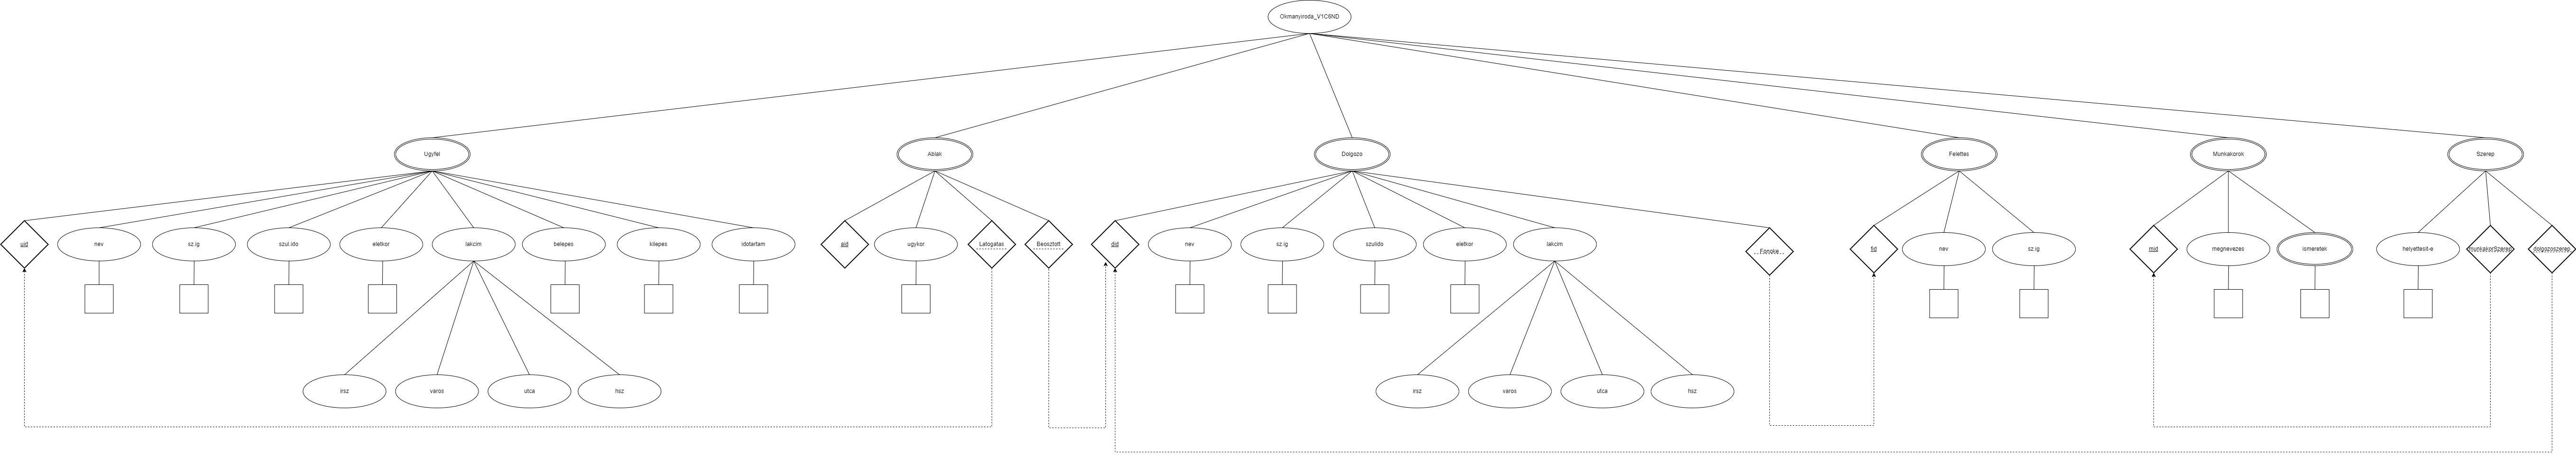 Okmanyiroda_V1C6ND
Ugyfel
Ablak
Dolgozo
Felettes
Munkakorok
Szerep
uid
nev
sz.ig
szul.ido
eletkor
lakcim
belepes
kilepes
idotartam
aid
ugykor
Latogatas
Beosztott
did
nev
sz.ig
szulido
eletkor
lakcim
Fonoke
fid
nev
sz.ig
mid
megnevezes
ismeretek
helyettesit-e
munkakorSzerep
dolgozoszerep
irsz
varos
utca
hsz
irsz
varos
utca
hsz